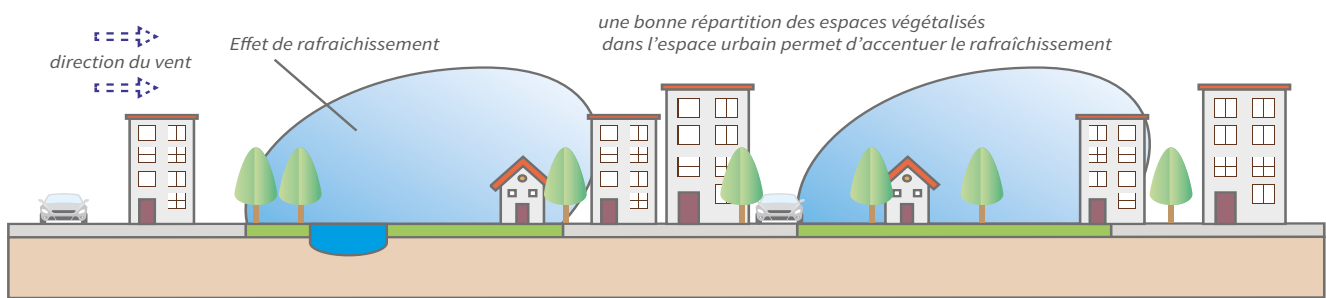 une bonne répartition des espaces végétalisés
dans l’espace urbain permet d’accentuer le rafraîchissement
Effet de rafraichissement
direction du vent